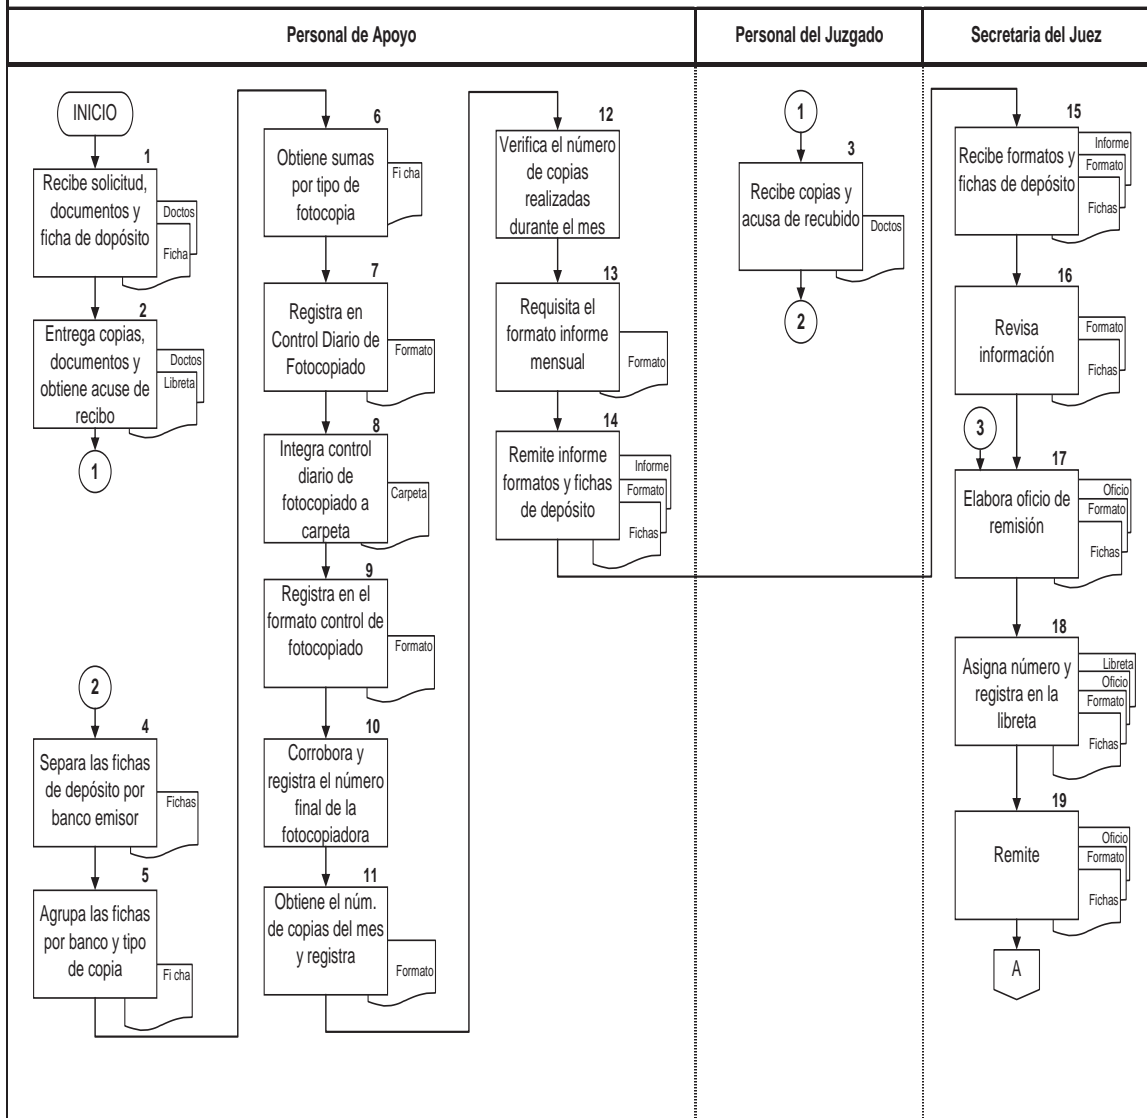 Personal de Apoyo
Personal del Juzgado
Secretaria del Juez
INICIO
1
Recibe solicitud,
documentos y
ficha de dopósito
Doctos
Ficha
2
Entrega copias,
documentos y
obtiene acuse de
recibo
Doctos
Libreta
1
2
4
Separa las fichas
de depósito por
banco emisor
Fichas
5
Agrupa las fichas
por banco y tipo
de copia
Fi cha
6
Obtiene sumas
por tipo de
fotocopia
Fi cha
7
Registra en
Control Diario de
Fotocopiado
Formato
8
Integra control
diario de
fotocopiado a
carpeta
Carpeta
9
Registra en el
formato control de
fotocopiado
Formato
10
Corrobora y
registra el número
final de la
fotocopiadora
11
Obtiene el núm.
de copias del mes
y registra
Formato
12
Verifica el número
de copias
realizadas
durante el mes
13
Requisita el
formato informe
mensual
Formato
14
Remite informe
formatos y fichas
de depósito
Informe
Formato
Fichas
1
3
Recibe copias y
acusa de recubido
Doctos
2
15
Recibe formatos y
fichas de depósito
Informe
Formato
Fichas
16
Revisa
información
Formato
Fichas
3
17
Elabora oficio de
remisión
Oficio
Formato
Fichas
18
Asigna número y
registra en la
libreta
Libreta
Oficio
Formato
Fichas
19
Remite
Oficio
Formato
Fichas
A